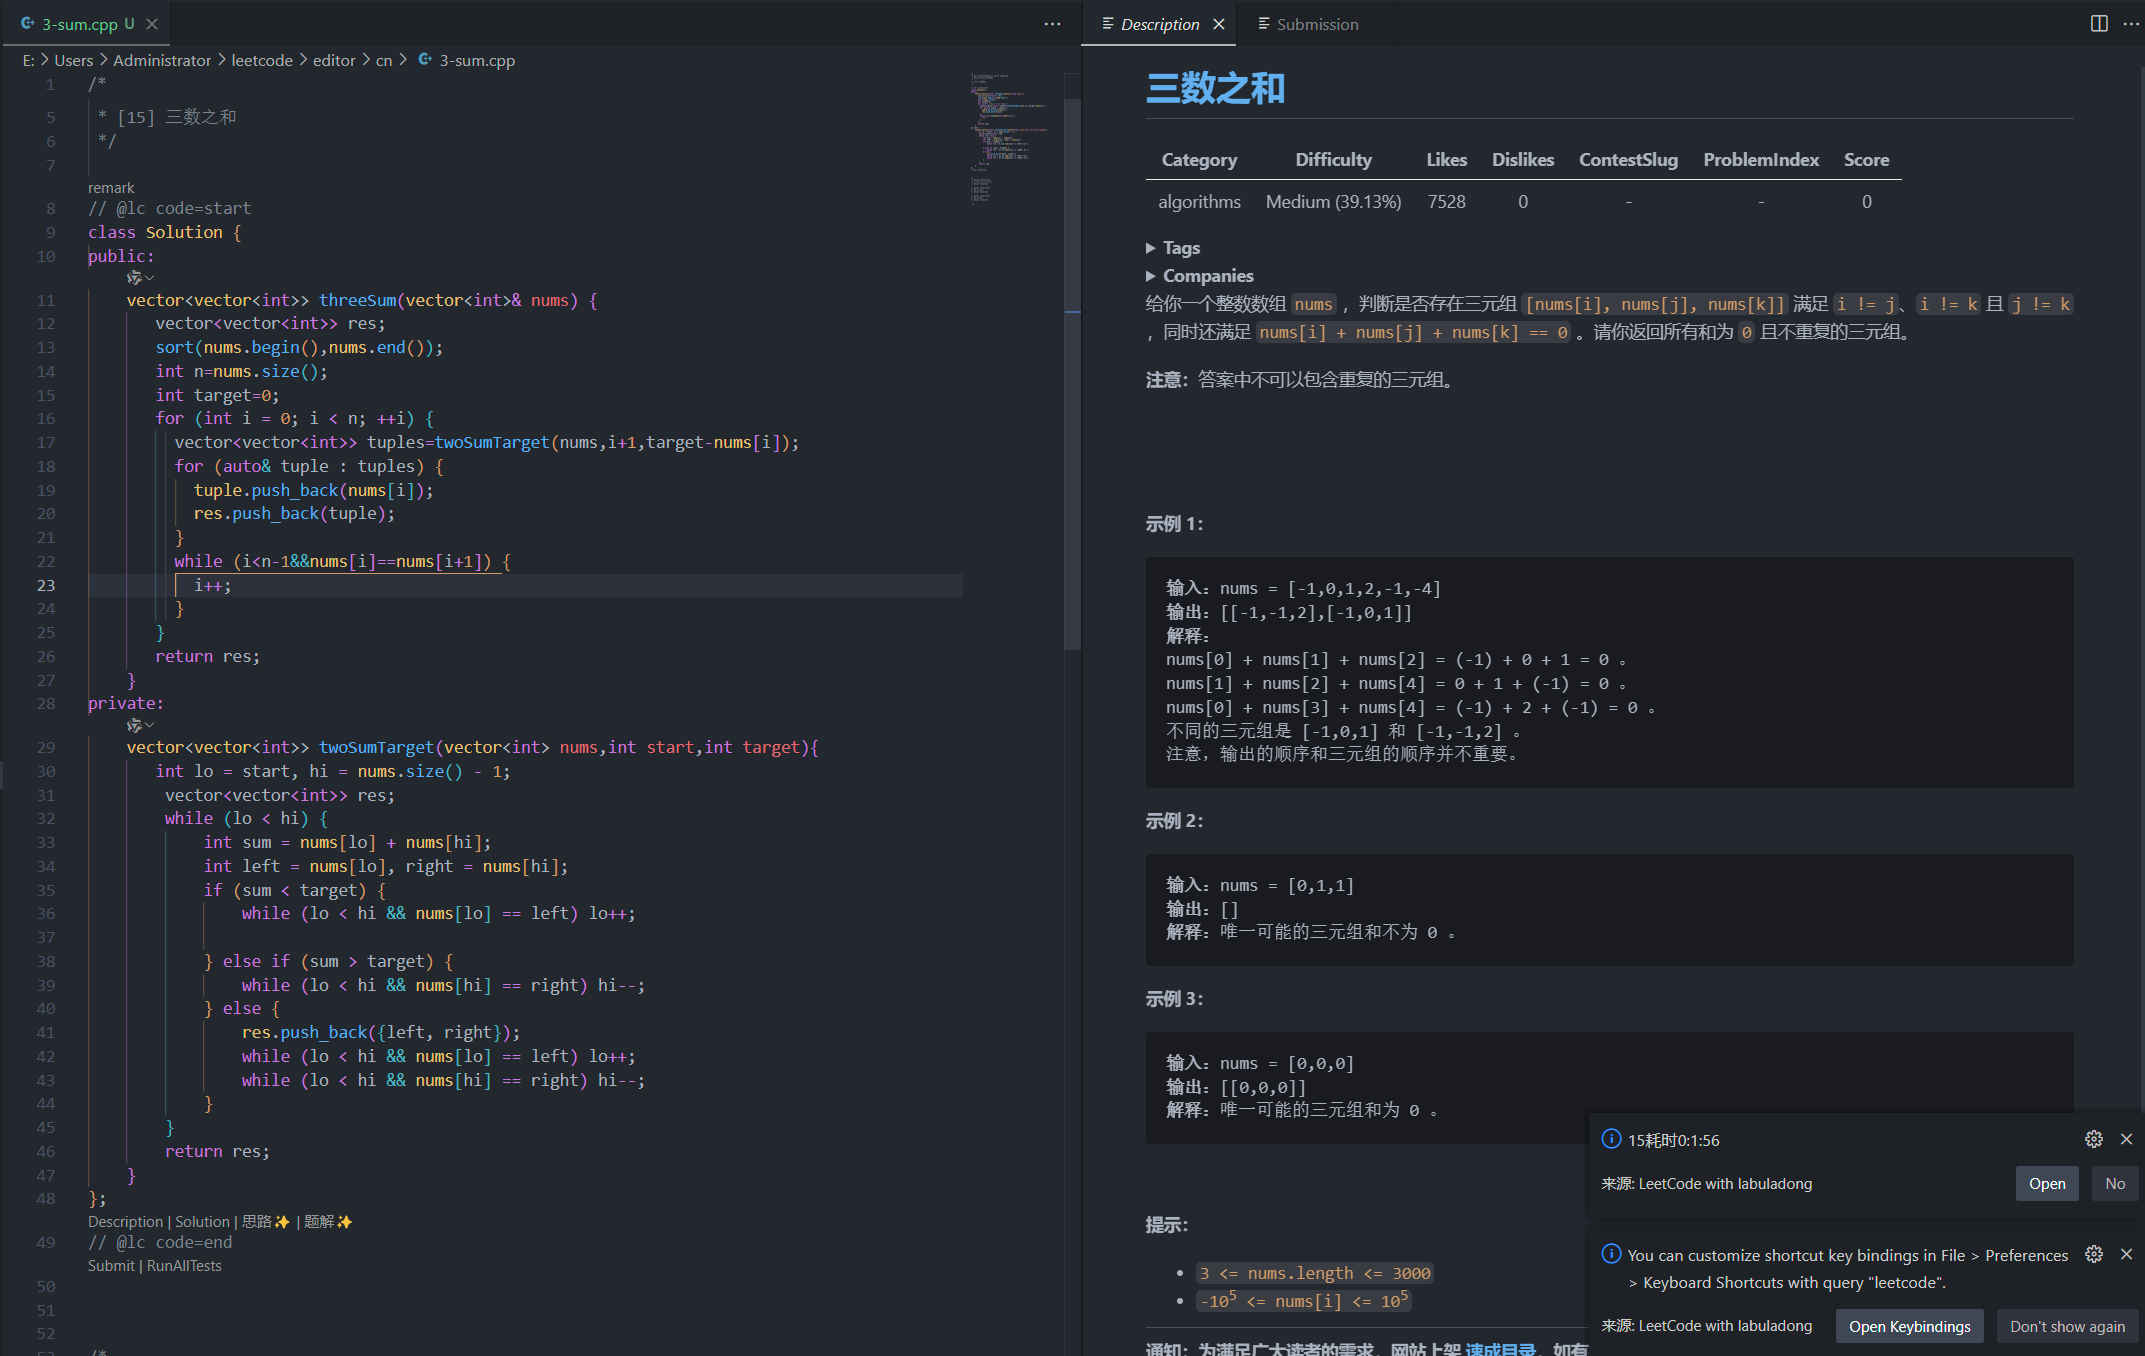 3-sum.cpp U
E: > Users > Administrator > leetcode > editor > cn > 3-sum.cpp
1 /*
5 * [15] 三数之和
6 */
7
remark
8 // @lc code=start
9 class Solution {
10 public:
11 vector<vector<int>> threeSum(vector<int>& nums) {
12 vector<vector<int>> res;
13 sort(nums.begin(),nums.end());
14 int n=nums.size();
15 int target=0;
16 for (int i = 0; i < n; ++i) {
17 vector<vector<int>> tuples=twoSumTarget(nums,i+1,target-nums[i]);
18 for (auto& tuple : tuples) {
19 tuple.push_back(nums[i]);
20 res.push_back(tuple);
21 }
22 while (i<n-1&&nums[i]==nums[i+1]) {
23 i++;
24 }
25 }
26 return res;
27 }
28 private:
29 vector<vector<int>> twoSumTarget(vector<int> nums,int start,int target){
30 int lo = start, hi = nums.size() - 1;
31 vector<vector<int>> res;
32 while (lo < hi) {
33 int sum = nums[lo] + nums[hi];
34 int left = nums[lo], right = nums[hi];
35 if (sum < target) {
36 while (lo < hi && nums[lo] == left) lo++;
37
38 } else if (sum > target) {
39 while (lo < hi && nums[hi] == right) hi--;
40 } else {
41 res.push_back({left, right});
42 while (lo < hi && nums[lo] == left) lo++;
43 while (lo < hi && nums[hi] == right) hi--;
44 }
45 }
46 return res;
47 }
48 };
Description | Solution | 思路✨ | 题解✨
49 // @lc code=end
Submit | RunAllTests
50
51
52
Description
Submission
三数之和
Category Difficulty Likes Dislikes ContestSlug ProblemIndex Score
algorithms Medium (39.13%) 7528 0 - - 0
▶ Tags
▶ Companies
给你一个整数数组 nums ，判断是否存在三元组 [nums[i], nums[j], nums[k]] 满足 i != j、i != k 且 j != k
，同时还满足 nums[i] + nums[j] + nums[k] == 0 。请你返回所有和为 0 且不重复的三元组。
注意：答案中不可以包含重复的三元组。
示例 1：
输入：nums = [-1,0,1,2,-1,-4]
输出：[[-1,-1,2],[-1,0,1]]
解释：
nums[0] + nums[1] + nums[2] = (-1) + 0 + 1 = 0 。
nums[1] + nums[2] + nums[4] = 0 + 1 + (-1) = 0 。
nums[0] + nums[3] + nums[4] = (-1) + 2 + (-1) = 0 。
不同的三元组是 [-1,0,1] 和 [-1,-1,2] 。
注意，输出的顺序和三元组的顺序并不重要。
示例 2：
输入：nums = [0,1,1]
输出：[]
解释：唯一可能的三元组和不为 0 。
示例 3：
输入：nums = [0,0,0]
输出：[[0,0,0]]
解释：唯一可能的三元组和为 0 。
提示：
• 3 <= nums.length <= 3000
• -10⁵ <= nums[i] <= 10⁵
通知：为满足广大读者的需求，网站上架 速成目录，如有
15耗时0:1:56
来源: LeetCode with labuladong
Open No
You can customize shortcut key bindings in File > Preferences
> Keyboard Shortcuts with query "leetcode".
来源: LeetCode with labuladong
Open Keybindings Don't show again